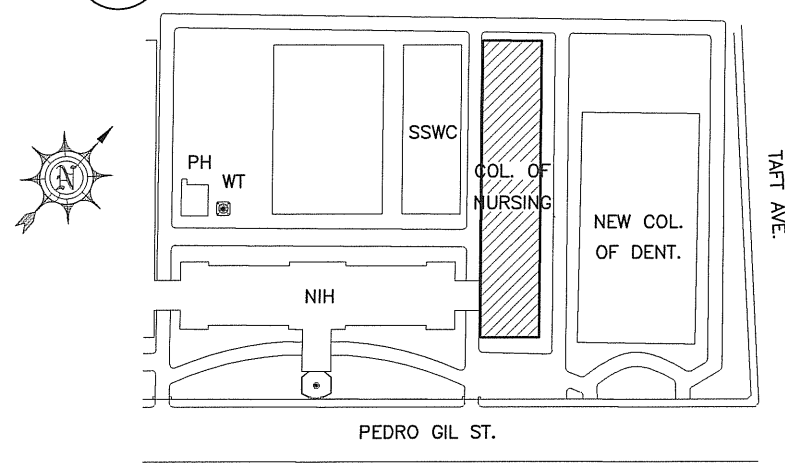 SSWC
PH
WT
COL. OF
NURSING
NEW COL.
OF DENT.
TAFT AVE.
N
NIH
PEDRO GIL ST.